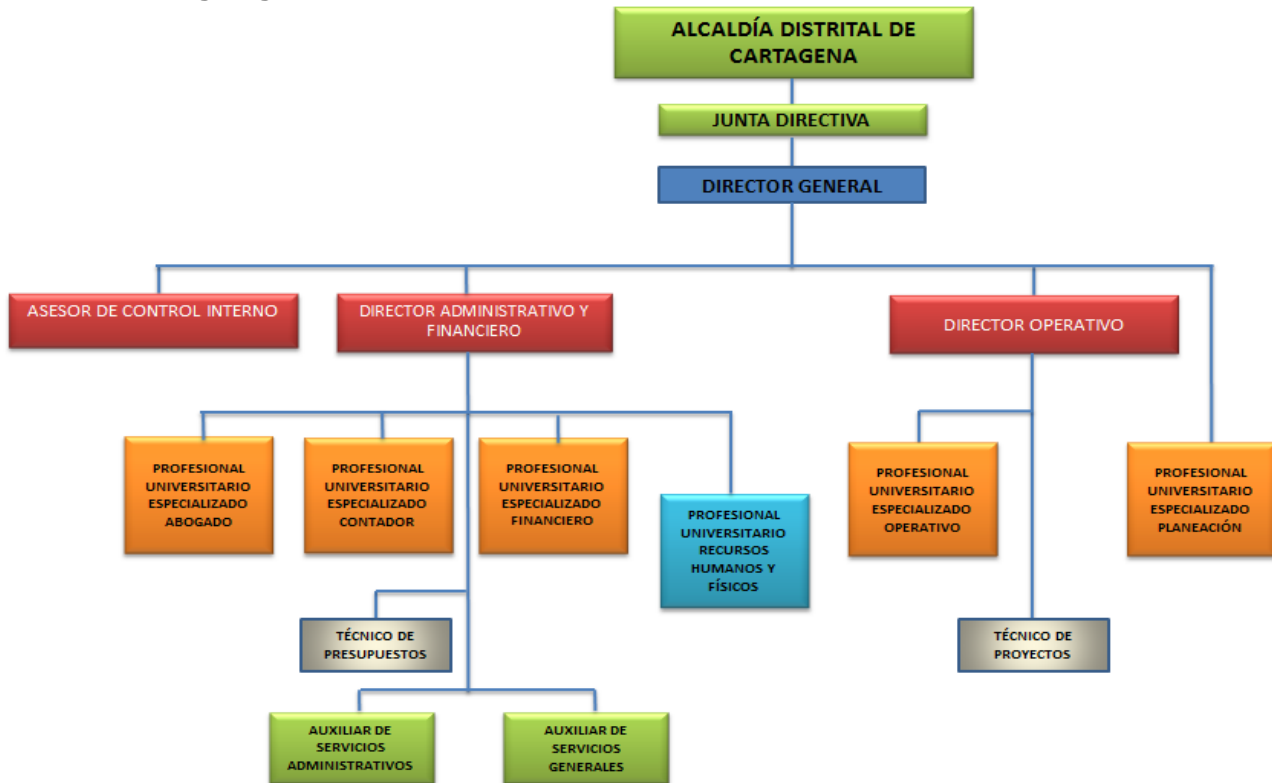 ALCALDÍA DISTRITAL DE
CARTAGENA
JUNTA DIRECTIVA
DIRECTOR GENERAL
ASESOR DE CONTROL INTERNO
DIRECTOR ADMINISTRATIVO Y
FINANCIERO
DIRECTOR OPERATIVO
PROFESIONAL
UNIVERSITARIO
ESPECIALIZADO
ABOGADO
PROFESIONAL
UNIVERSITARIO
ESPECIALIZADO
CONTADOR
PROFESIONAL
UNIVERSITARIO
ESPECIALIZADO
FINANCIERO
PROFESIONAL
UNIVERSITARIO
RECURSOS
HUMANOS Y
FÍSICOS
PROFESIONAL
UNIVERSITARIO
ESPECIALIZADO
OPERATIVO
PROFESIONAL
UNIVERSITARIO
ESPECIALIZADO
PLANEACIÓN
TÉCNICO DE
PRESUPUESTOS
TÉCNICO DE
PROYECTOS
AUXILIAR DE
SERVICIOS
ADMINISTRATIVOS
AUXILIAR DE
SERVICIOS
GENERALES